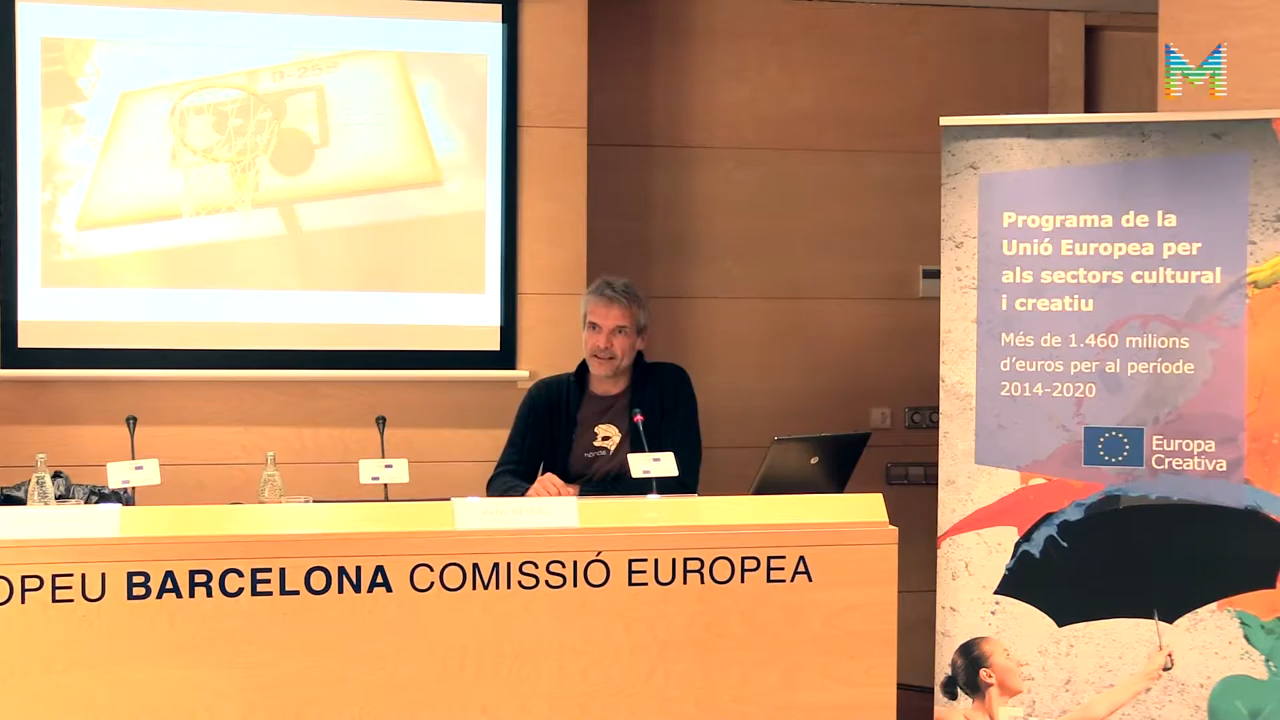 Programa de la
Unió Europea per
als sectors cultural
i creatiu
Més de 1.460 milions
d'euros per al període
2014-2020
Europa
Creativa
OPEU BARCELONA COMISSIÓ EUROPEA